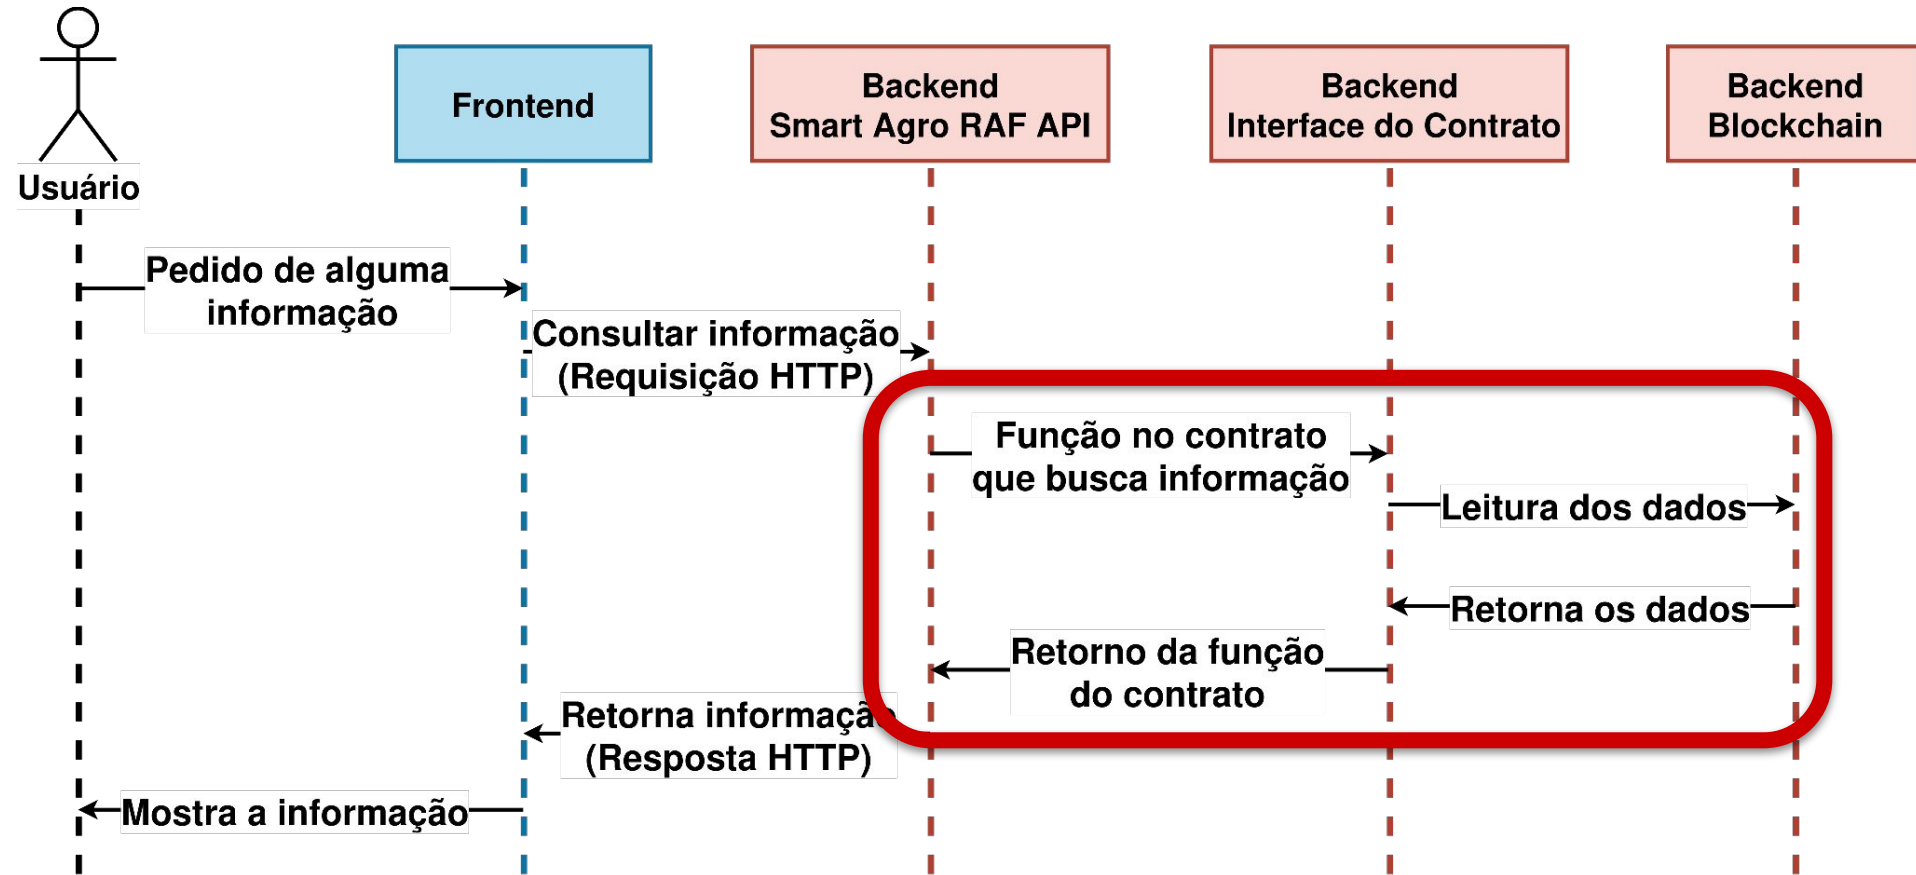 Usuário
Frontend
Backend
Smart Agro RAF API
Backend
Interface do Contrato
Backend
Blockchain
Pedido de alguma
informação
Consultar informação
(Requisição HTTP)
Função no contrato
que busca informação
Leitura dos dados
Retorna os dados
Retorno da função
do contrato
Retorna informação
(Resposta HTTP)
Mostra a informação